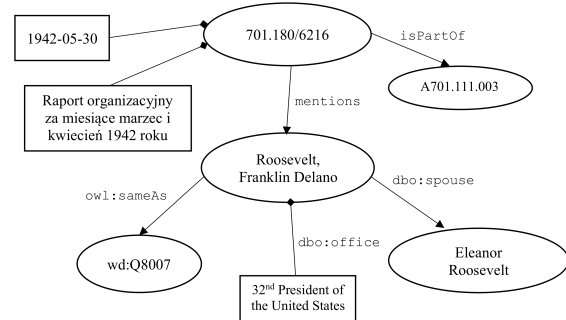 1942-05-30
701.180/6216
isPartOf
A701.111.003
Raport organizacyjny
za miesiące marzec i
kwiecień 1942 roku
mentions
Roosevelt,
Franklin Delano
owl:sameAs
dbo:spouse
wd:Q8007
dbo:office
32nd President of
the United States
Eleanor
Roosevelt